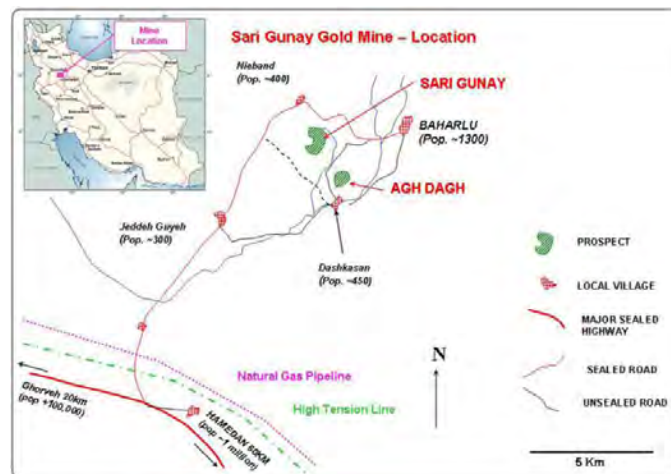 Mine
Location
Sari Gunay Gold Mine – Location
Nieband
(Pop. ~400)
SARI GUNAY
BAHARLU
(Pop. ~1300)
AGH DAGH
Jeddeh Guyeh
(Pop. ~300)
Dashkasan
(Pop. ~450)
PROSPECT
LOCAL VILLAGE
MAJOR SEALED
HIGHWAY
Natural Gas Pipeline
N
SEALED ROAD
Ghorveh 20km
(pop +100,000)
High Tension Line
UNSEALED ROAD
HAMEDAN 60KM
(pop ~1 million)
5 Km